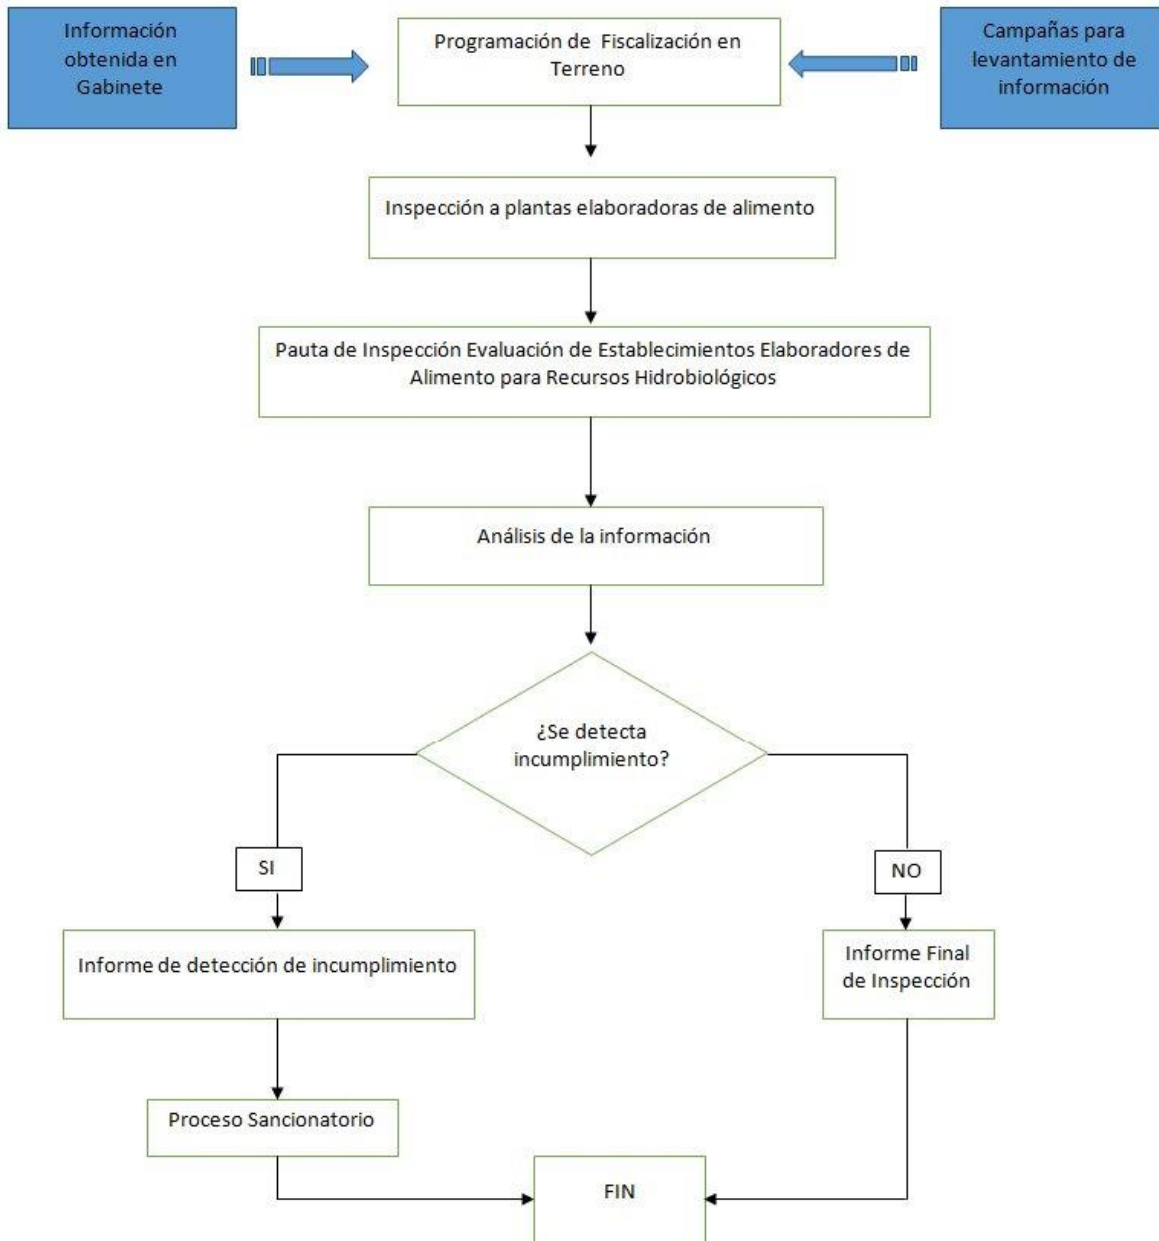 Información
obtenida en
Gabinete
Programación de Fiscalización en
Terreno
Campañas para
levantamiento de
información
Inspección a plantas elaboradoras de alimento
Pauta de Inspección Evaluación de Establecimientos Elaboradores de
Alimento para Recursos Hidrobiológicos
Análisis de la información
¿Se detecta
incumplimiento?
SI
NO
Informe de detección de incumplimiento
Informe Final
de Inspección
Proceso Sancionatorio
FIN